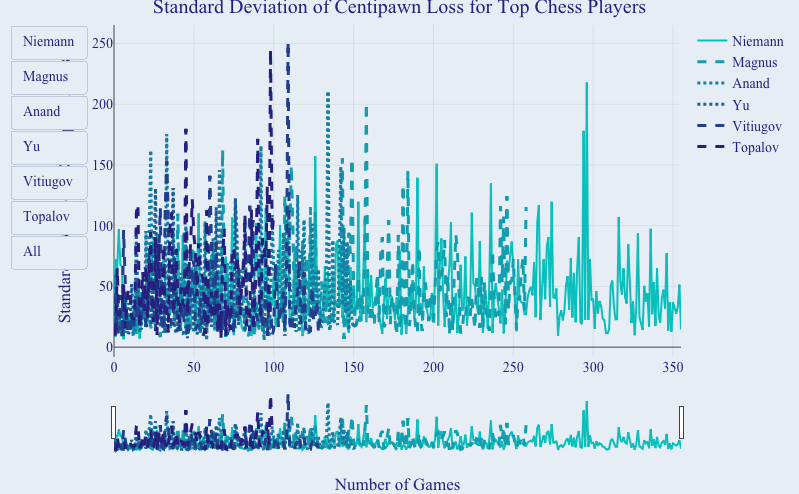 Standard Deviation of Centipawn Loss for Top Chess Players
Niemann
Magnus
Anand
Yu
Vitiugov
Topalov
All
Standar
250
200
150
100
50
0
0
50
100
150
200
250
300
350
Niemann
Magnus
Anand
Yu
Vitiugov
Topalov
Number of Games